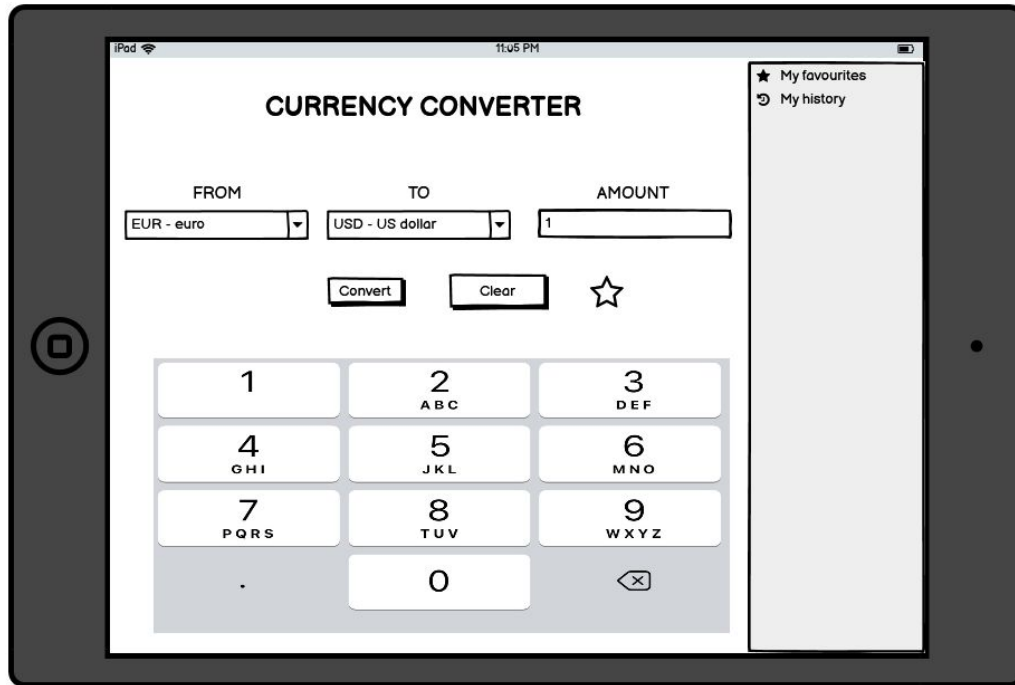 iPad 11:05 PM
My favourites
My history
CURRENCY CONVERTER
FROM TO AMOUNT
EUR - euro USD - US dollar 1
Convert Clear
1 2 3
ABC DEF
4 5 6
GHI JKL MNO
7 8 9
PQRS TUV WXYZ
. 0